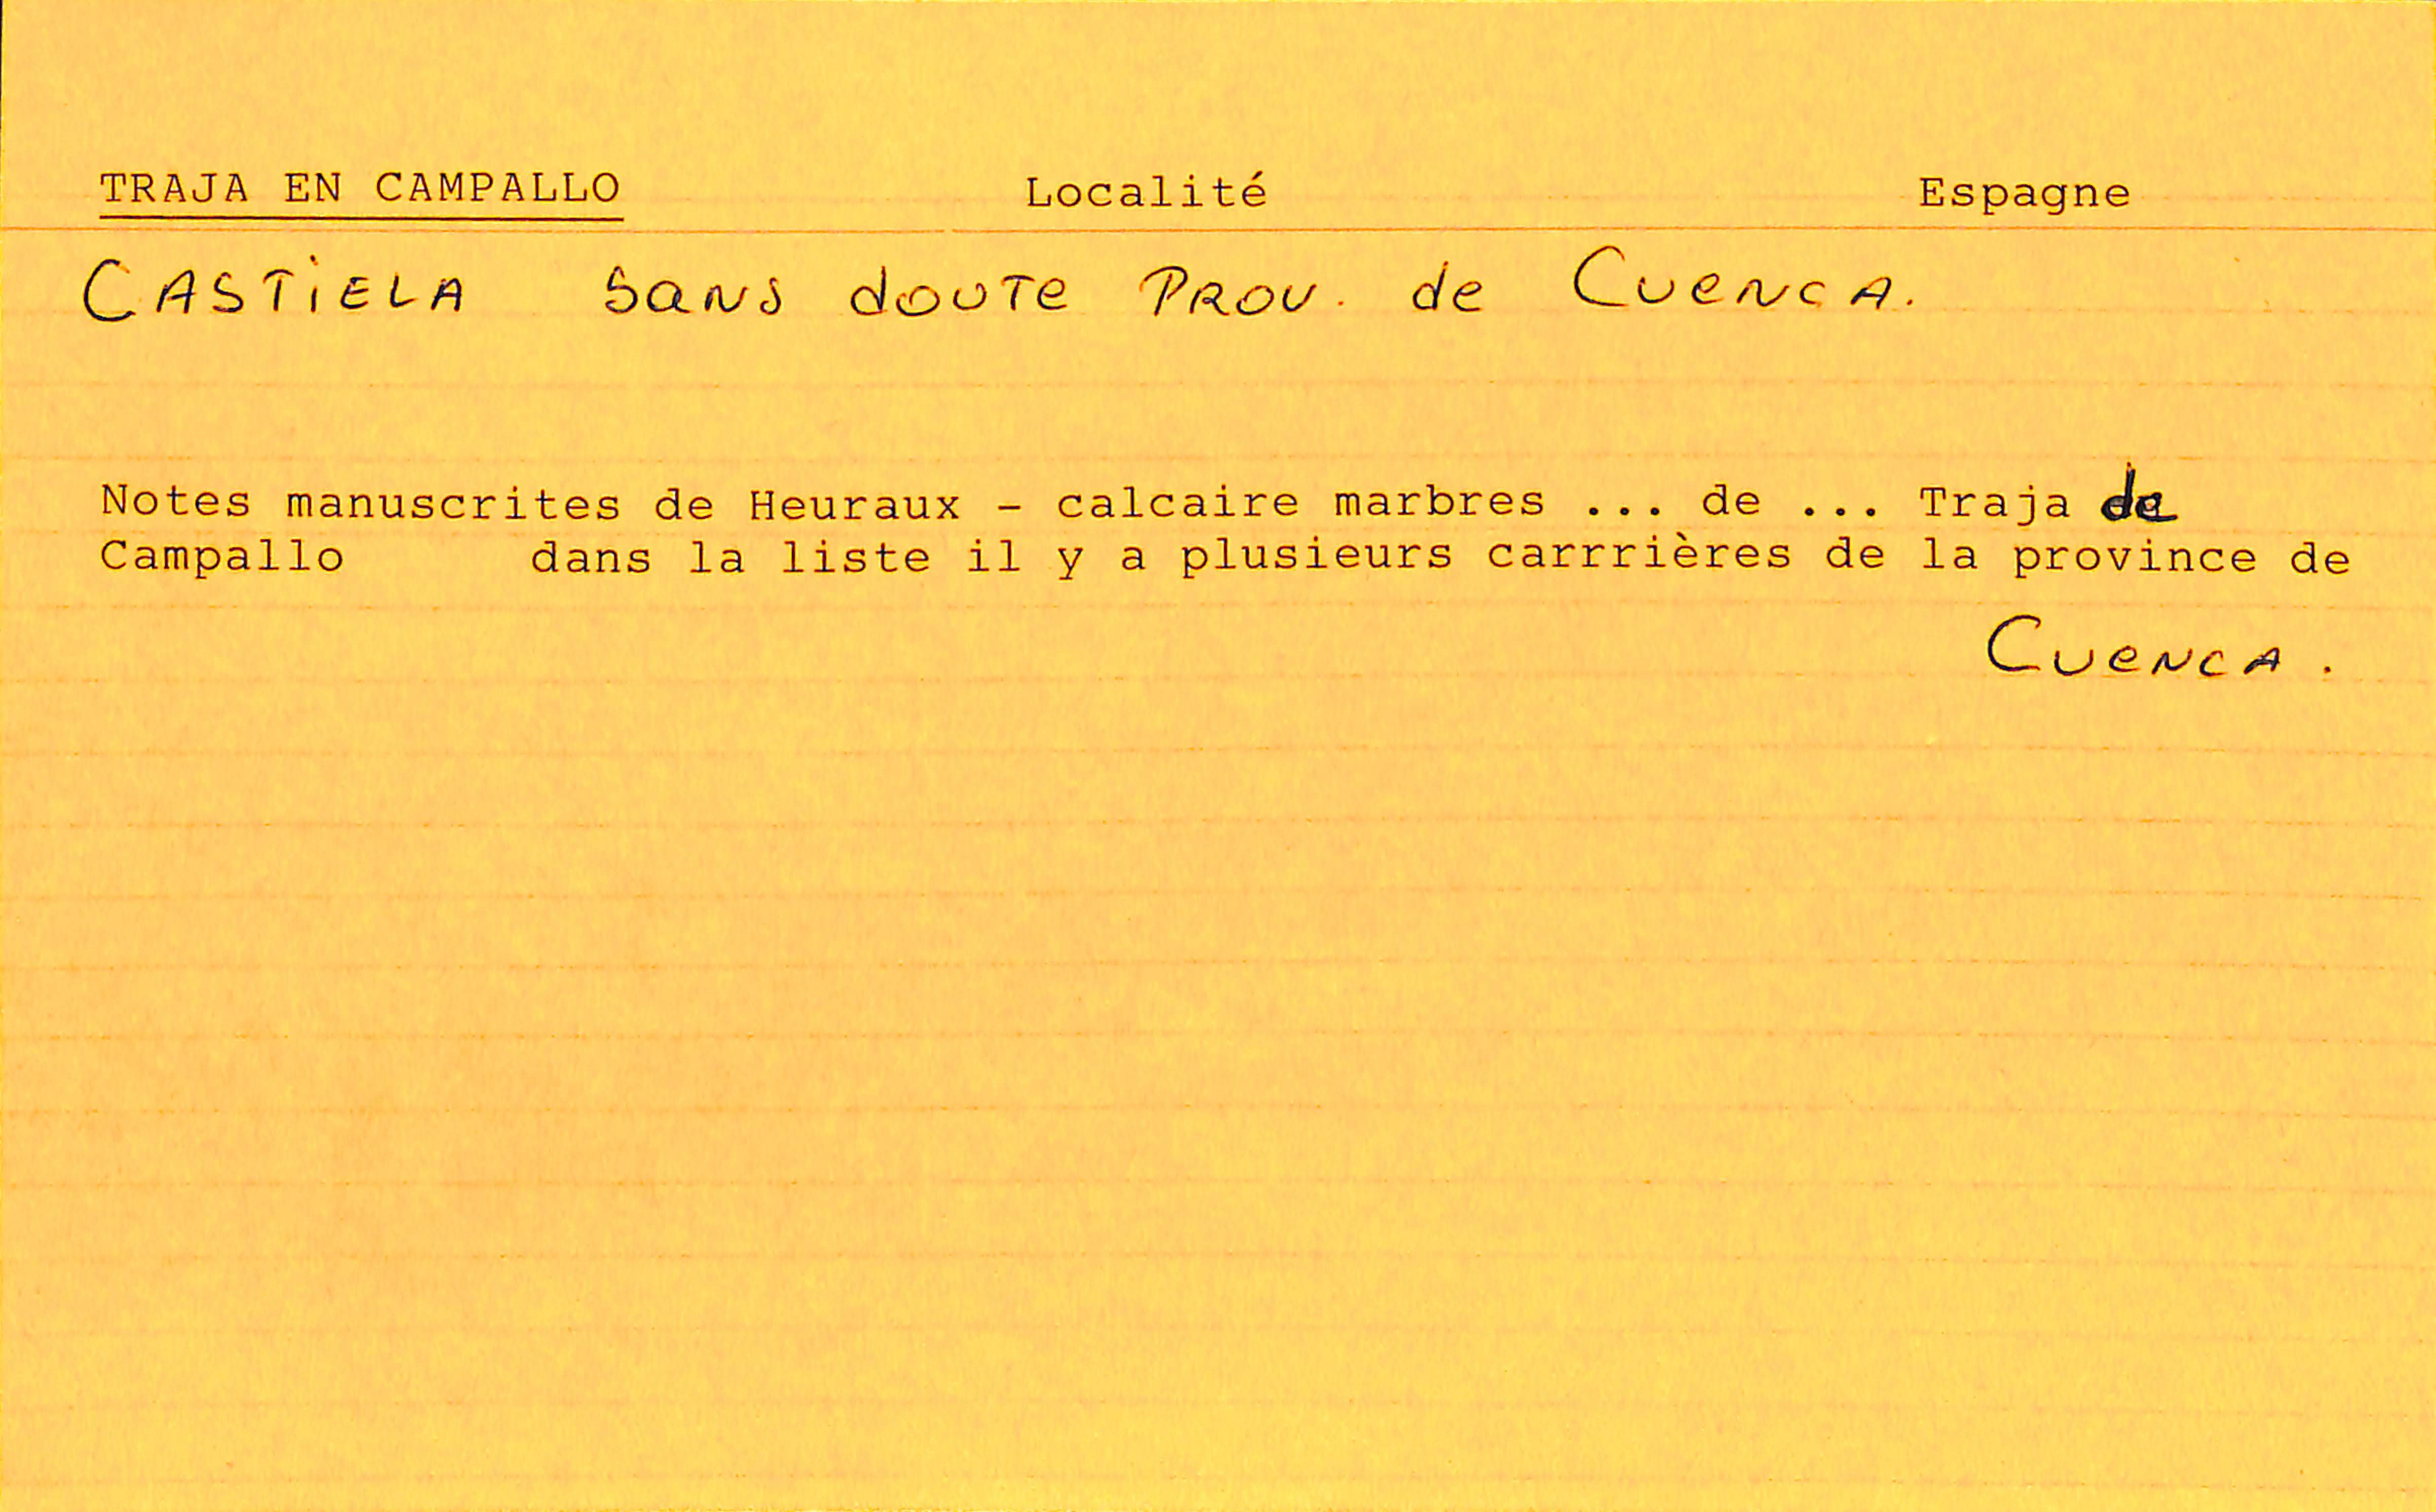 TRAJA EN CAMPALLO Localité Espagne
CASTiELA SANS doUTe PROV. de CUeNCA.
Notes manuscrites de Heuraux - calcaire marbres ... de ... Traja de
Campallo dans la liste il y a plusieurs carrrières de la province de
CUeNCA.